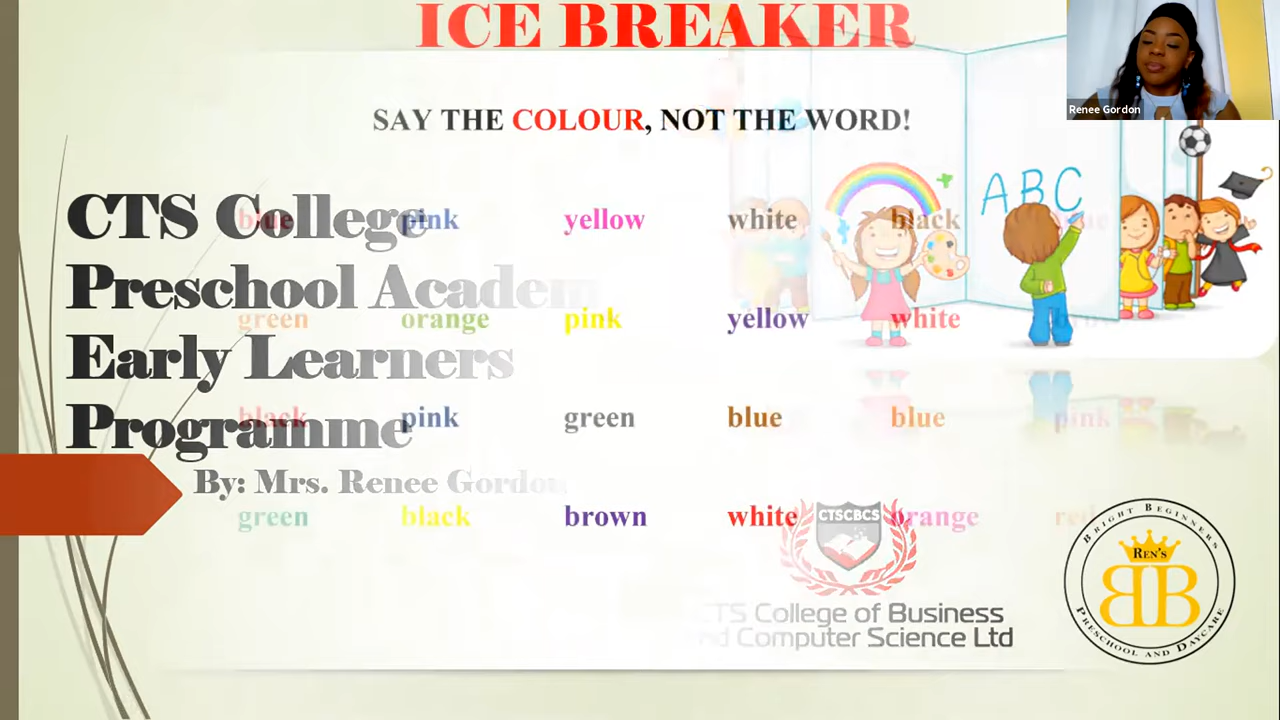 ICE BREAKER
Renee Gordon
SAY THE COLOUR, NOT THE WORD!
ABC
CTS College
Preschool Academ
Early Learners
Programme
By: Mrs. Renee Gordon
blue pink yellow white black
green orange pink yellow white
black pink green blue blue pink
green black brown white orange red
CTSCBCS
CTS College of Business
nd Computer Science Ltd
BRIGHT BEGINNERS
REN'S
BB
PRESCHOOL AND DAYCARE